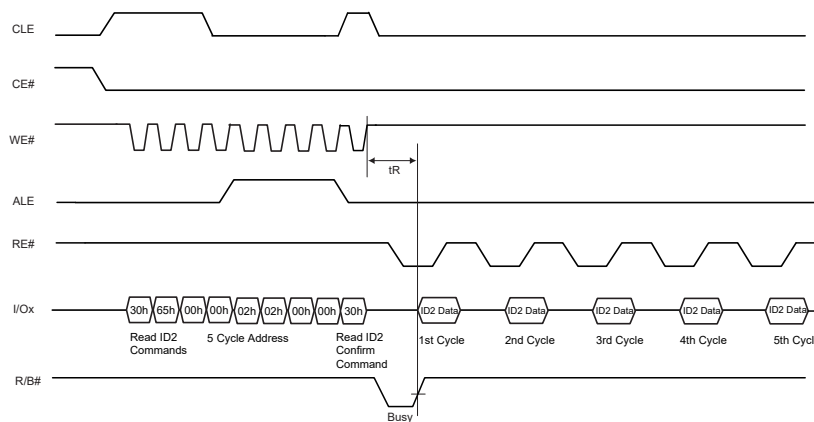 CLE
CE#
WE#
tR
ALE
RE#
I/Ox
30h 65h 00h 00h 02h 02h 00h 00h 30h ID2 Data ID2 Data ID2 Data ID2 Data ID2 Data
Read ID2 Commands
5 Cycle Address
Read ID2 Confirm Command
1st Cycle 2nd Cycle 3rd Cycle 4th Cycle 5th Cycl
R/B#
Busy